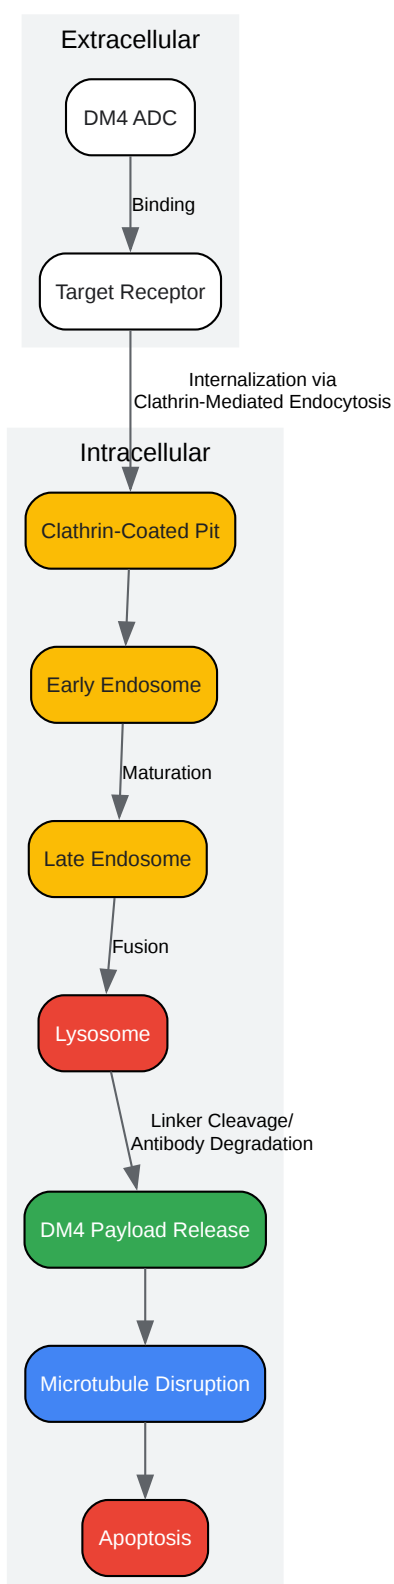 Extracellular
DM4 ADC
Binding
Target Receptor
Internalization via
Clathrin-Mediated Endocytosis
Intracellular
Clathrin-Coated Pit
Early Endosome
Maturation
Late Endosome
Fusion
Lysosome
Linker Cleavage/
Antibody Degradation
DM4 Payload Release
Microtubule Disruption
Apoptosis